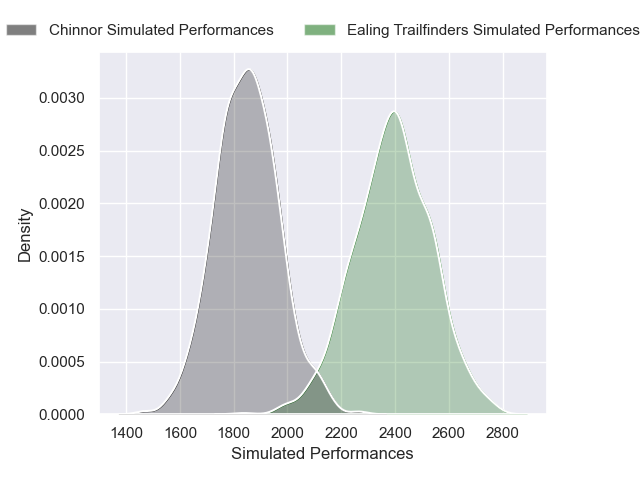 Chinnor Simulated Performances
Ealing Trailfinders Simulated Performances
0.0030
0.0025
0.0020
0.0015
0.0010
0.0005
0.0000
Density
1400 1600 1800 2000 2200 2400 2600 2800
Simulated Performances